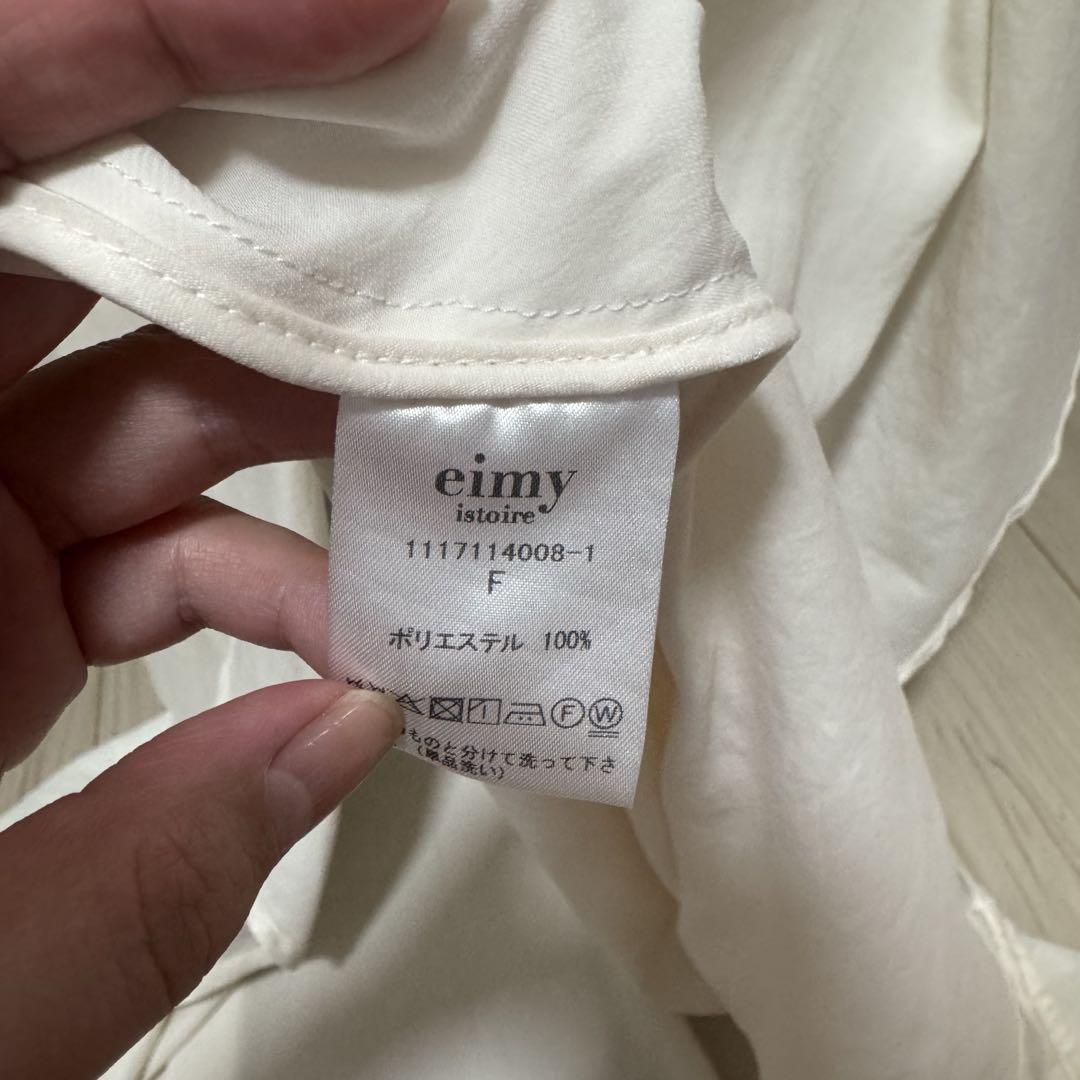 eimy
istoire
1117114008-1
F
ポリエステル 100%
F W
ものと分けて洗って下さ
(単品洗い)